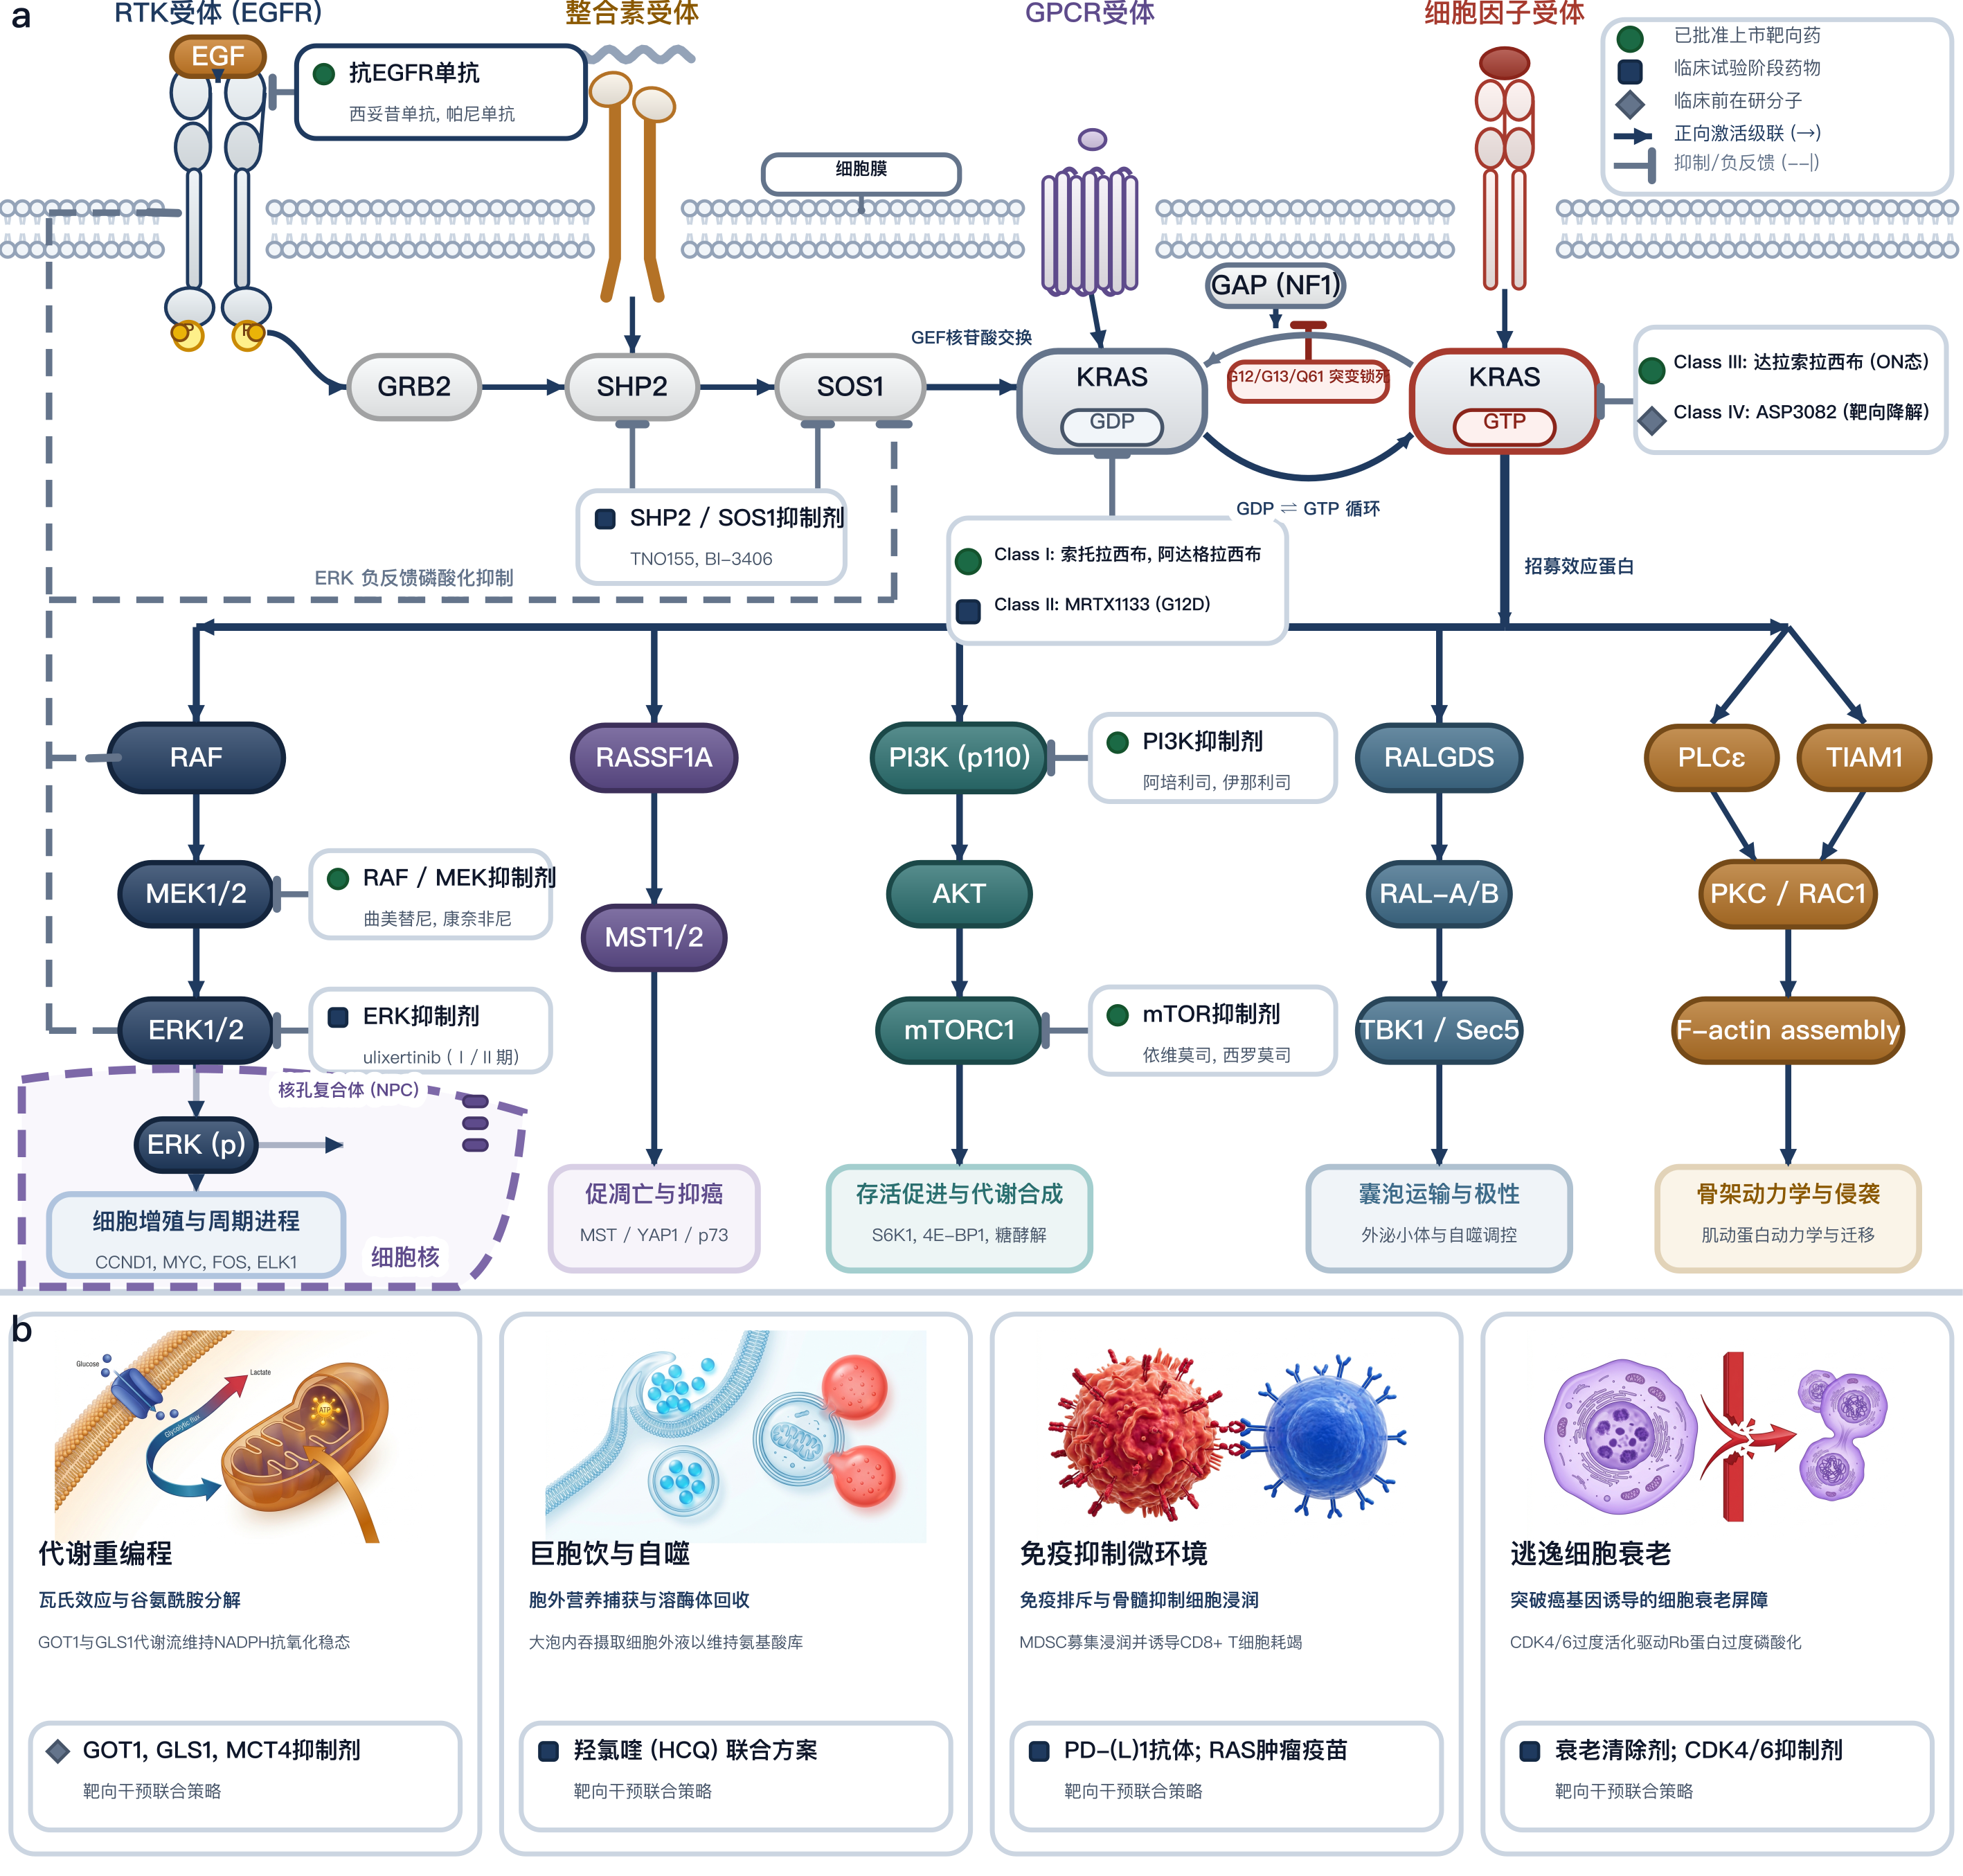 a
RTK受体 (EGFR)
整合素受体
GPCR受体
细胞因子受体
EGF
抗EGFR单抗
西妥昔单抗, 帕尼单抗
细胞膜
已批准上市靶向药
临床试验阶段药物
临床前在研分子
正向激活级联 (→)
抑制/负反馈 (--|)
P
P
GRB2
SHP2
SOS1
GEF核苷酸交换
KRAS
GDP
GAP (NF1)
G12/G13/Q61 突变锁死
KRAS
GTP
Class III: 达拉索拉西布 (ON态)
Class IV: ASP3082 (靶向降解)
GDP ⇌ GTP 循环
SHP2 / SOS1抑制剂
TNO155, BI-3406
Class I: 索托拉西布, 阿达格拉西布
Class II: MRTX1133 (G12D)
ERK 负反馈磷酸化抑制
招募效应蛋白
RAF
RASSF1A
PI3K (p110)
PI3K抑制剂
阿培利司, 伊那利司
RALGDS
PLCε
TIAM1
MEK1/2
RAF / MEK抑制剂
曲美替尼, 康奈非尼
MST1/2
AKT
RAL-A/B
PKC / RAC1
ERK1/2
ERK抑制剂
ulixertinib (Ⅰ/Ⅱ期)
mTORC1
mTOR抑制剂
依维莫司, 西罗莫司
TBK1 / Sec5
F-actin assembly
核孔复合体 (NPC)
ERK (p)
细胞增殖与周期进程
CCND1, MYC, FOS, ELK1
细胞核
促凋亡与抑癌
MST / YAP1 / p73
存活促进与代谢合成
S6K1, 4E-BP1, 糖酵解
囊泡运输与极性
外泌小体与自噬调控
骨架动力学与侵袭
肌动蛋白动力学与迁移
b
Glucose
Lactate
Glycolytic flux
ATP
代谢重编程
瓦氏效应与谷氨酰胺分解
GOT1与GLS1代谢流维持NADPH抗氧化稳态
GOT1, GLS1, MCT4抑制剂
靶向干预联合策略
巨胞饮与自噬
胞外营养捕获与溶酶体回收
大泡内吞摄取细胞外液以维持氨基酸库
羟氯喹 (HCQ) 联合方案
靶向干预联合策略
免疫抑制微环境
免疫排斥与骨髓抑制细胞浸润
MDSC募集浸润并诱导CD8+ T细胞耗竭
PD-(L)1抗体; RAS肿瘤疫苗
靶向干预联合策略
逃逸细胞衰老
突破癌基因诱导的细胞衰老屏障
CDK4/6过度活化驱动Rb蛋白过度磷酸化
衰老清除剂; CDK4/6抑制剂
靶向干预联合策略